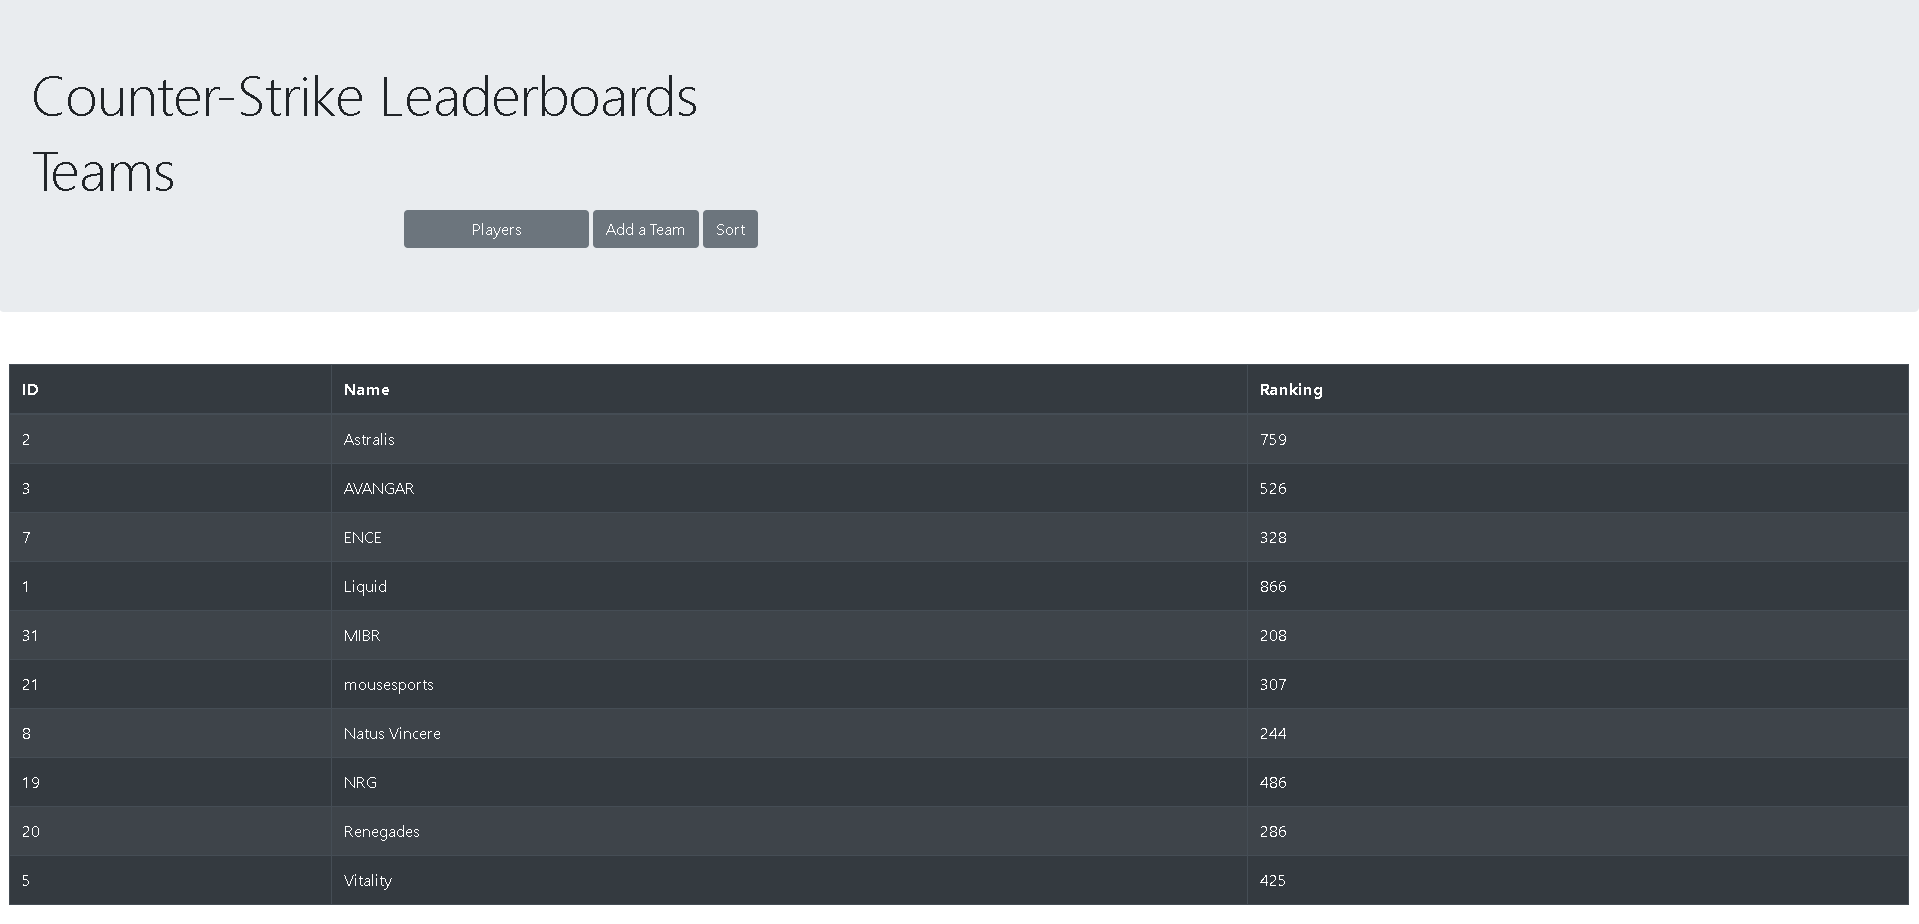 Counter-Strike Leaderboards
Teams
Players Add a Team Sort
ID Name Ranking
2 Astralis 759
3 AVANGAR 526
7 ENCE 328
1 Liquid 866
31 MIBR 208
21 mousesports 307
8 Natus Vincere 244
19 NRG 486
20 Renegades 286
5 Vitality 425